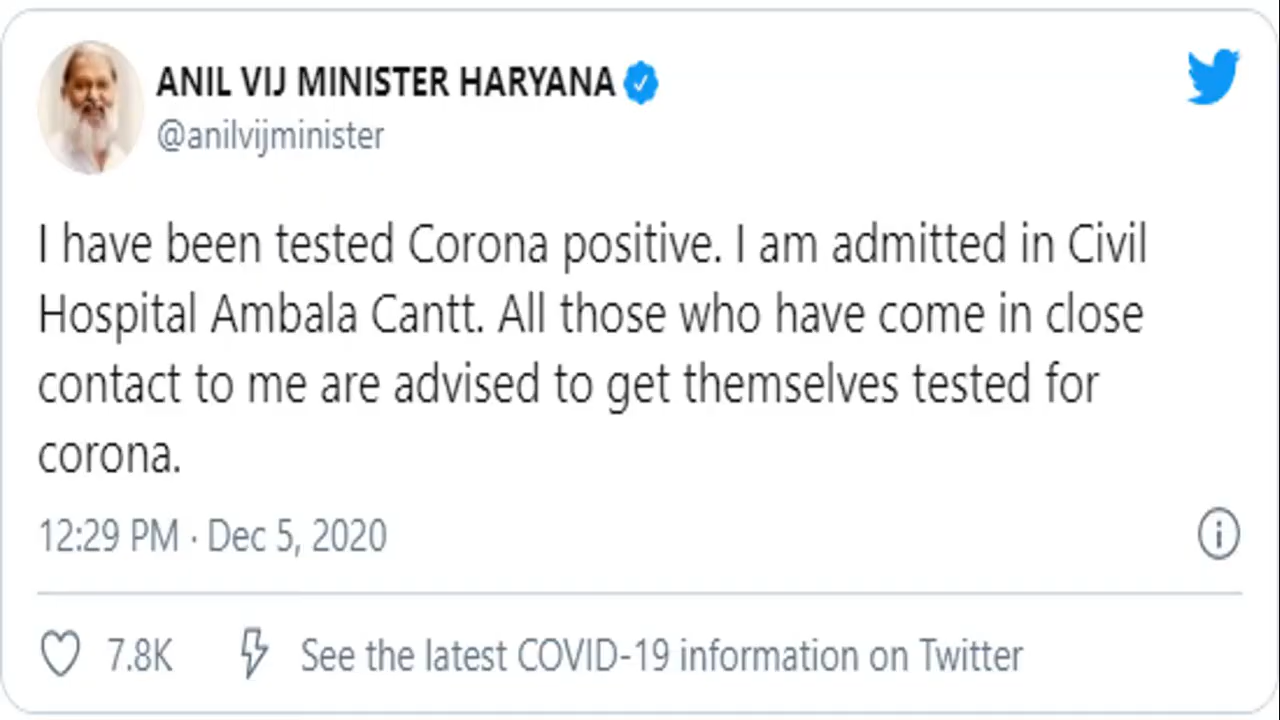 ANIL VIJ MINISTER HARYANA
@anilvijminister
I have been tested Corona positive. I am admitted in Civil
Hospital Ambala Cantt. All those who have come in close
contact to me are advised to get themselves tested for
corona.
12:29 PM · Dec 5, 2020
7.8K See the latest COVID-19 information on Twitter